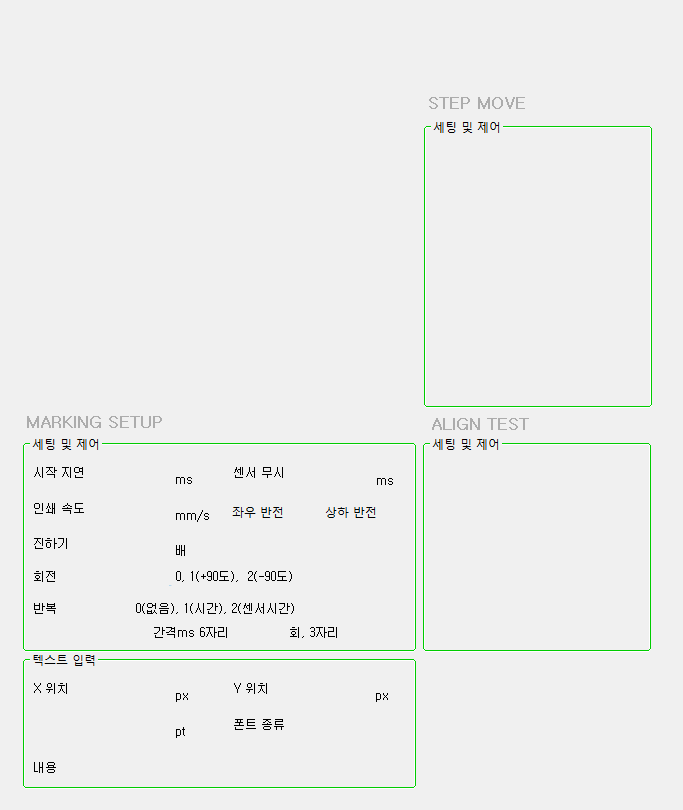 STEP MOVE
세팅 및 제어
MARKING SETUP
세팅 및 제어
시작 지연 ms 센서 무시 ms
인쇄 속도 mm/s 좌우 반전 상하 반전
진하기 배
회전 0, 1(+90도), 2(-90도)
반복 0(없음), 1(시간), 2(센서시간)
간격ms 6자리 회, 3자리
ALIGN TEST
세팅 및 제어
텍스트 입력
X 위치 px Y 위치 px
pt 폰트 종류
내용